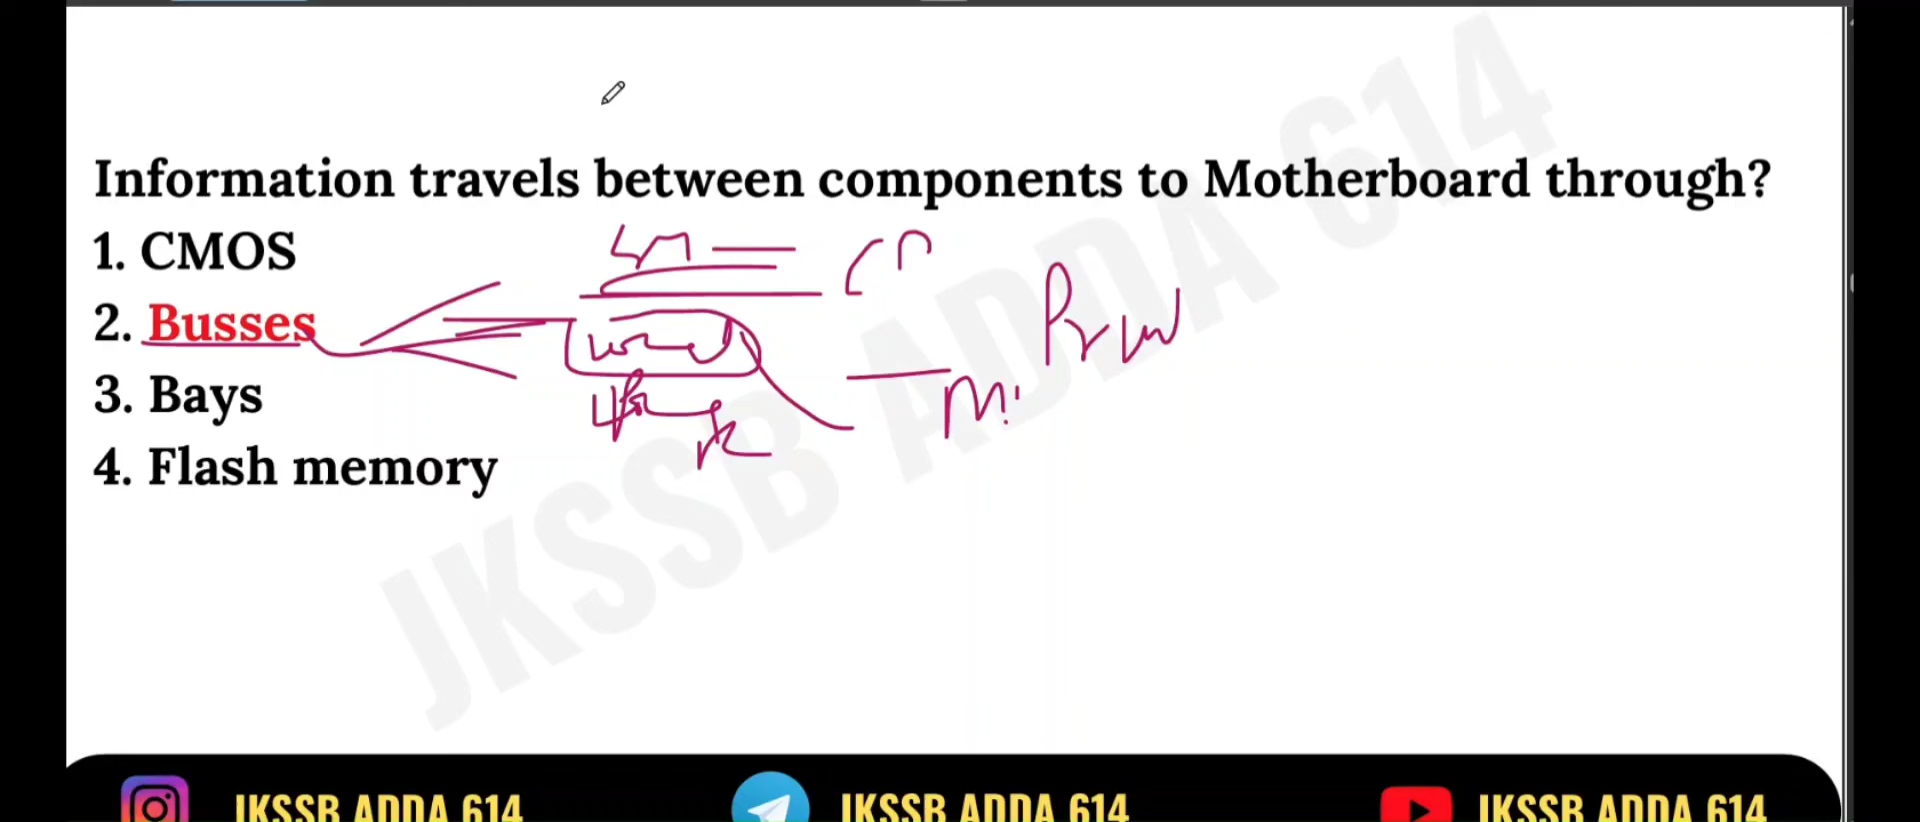 Information travels between components to Motherboard through?
1. CMOS
2. Busses
3. Bays
4. Flash memory
JKSSB ADDA 614
JKSSB ADDA 614
JKSSB ADDA 614
JKSSB ADDA 614